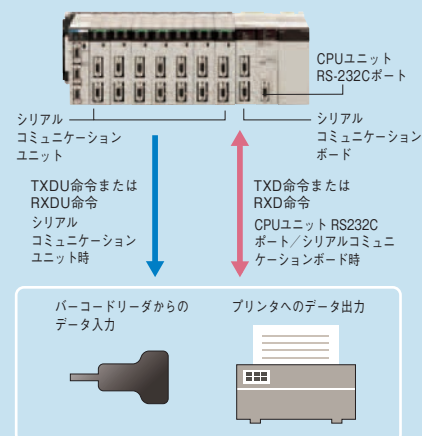 CPUユニット
RS-232Cポート
シリアル
コミュニケーション
ユニット
シリアル
コミュニケーション
ボード
TXDU命令または
RXDU命令
シリアル
コミュニケーション
ユニット時
TXD命令または
RXD命令
CPUユニット RS232C
ポート／シリアルコミュニ
ケーションボード時
バーコードリーダからの
データ入力
プリンタへのデータ出力